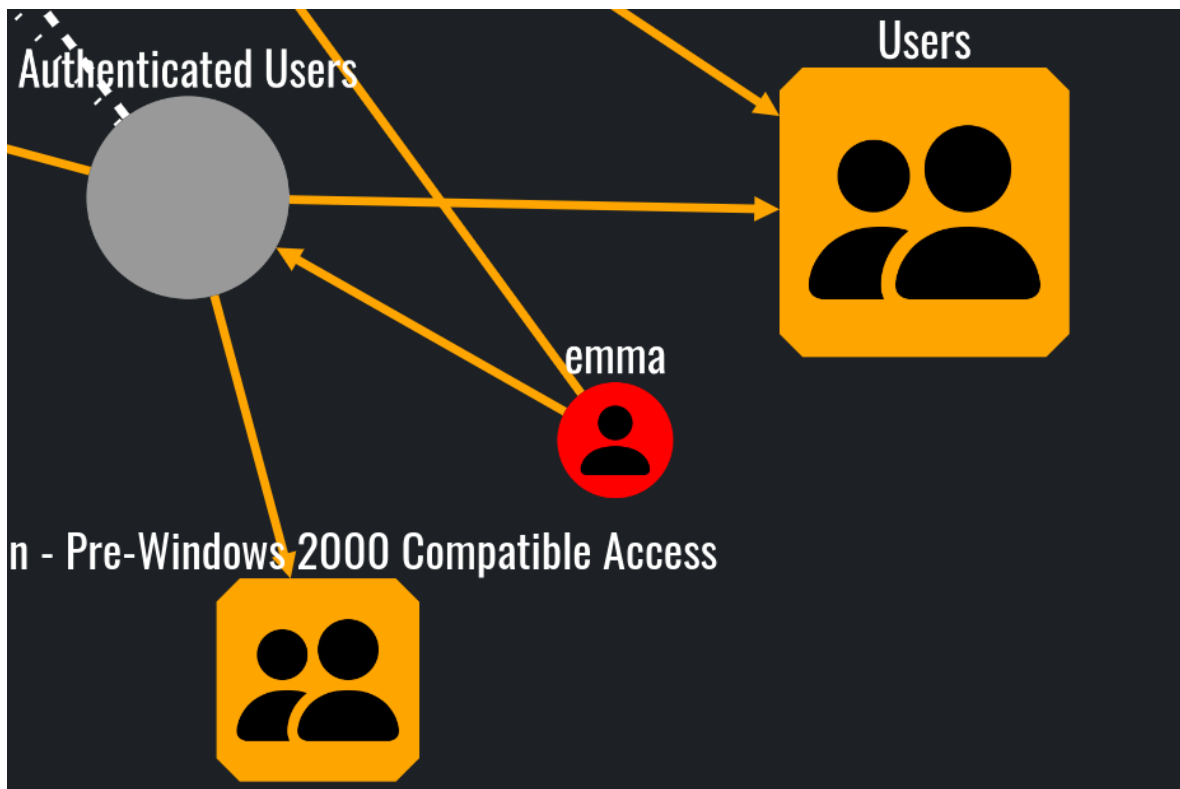 Users
Authenticated Users
emma
n - Pre-Windows 2000 Compatible Access